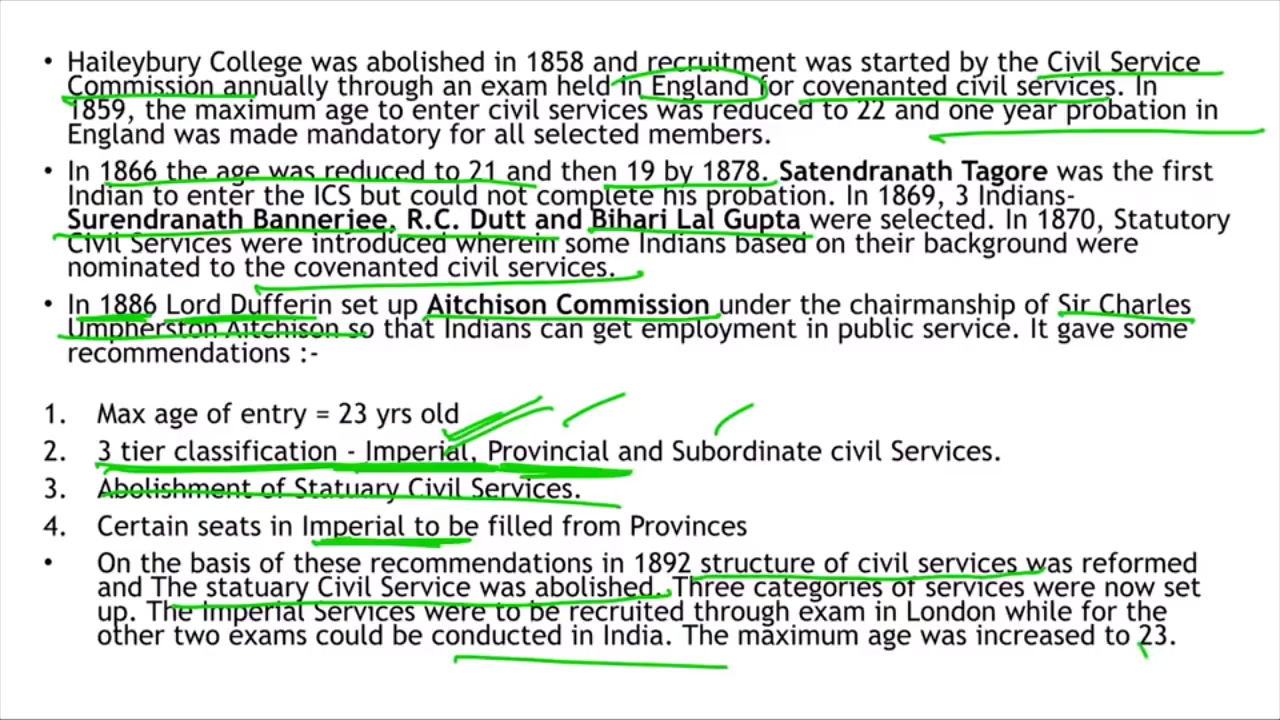 • Haileybury College was abolished in 1858 and recruitment was started by the Civil Service
Commission annually through an exam held in England for covenanted civil services. In
1859, the maximum age to enter civil services was reduced to 22 and one year probation in
England was made mandatory for all selected members.
• In 1866 the age was reduced to 21 and then 19 by 1878. Satendranath Tagore was the first
Indian to enter the ICS but could not complete his probation. In 1869, 3 Indians-
Surendranath Bannerjee, R.C. Dutt and Bihari Lal Gupta were selected. In 1870, Statutory
Civil Services were introduced wherein some Indians based on their background were
nominated to the covenanted civil services.
• In 1886 Lord Dufferin set up Aitchison Commission under the chairmanship of Sir Charles
Umpherston Aitchison so that Indians can get employment in public service. It gave some
recommendations :-
1. Max age of entry = 23 yrs old
2. 3 tier classification - Imperial, Provincial and Subordinate civil Services.
3. Abolishment of Statuary Civil Services.
4. Certain seats in Imperial to be filled from Provinces
• On the basis of these recommendations in 1892 structure of civil services was reformed
and The statuary Civil Service was abolished. Three categories of services were now set
up. The Imperial Services were to be recruited through exam in London while for the
other two exams could be conducted in India. The maximum age was increased to 23.